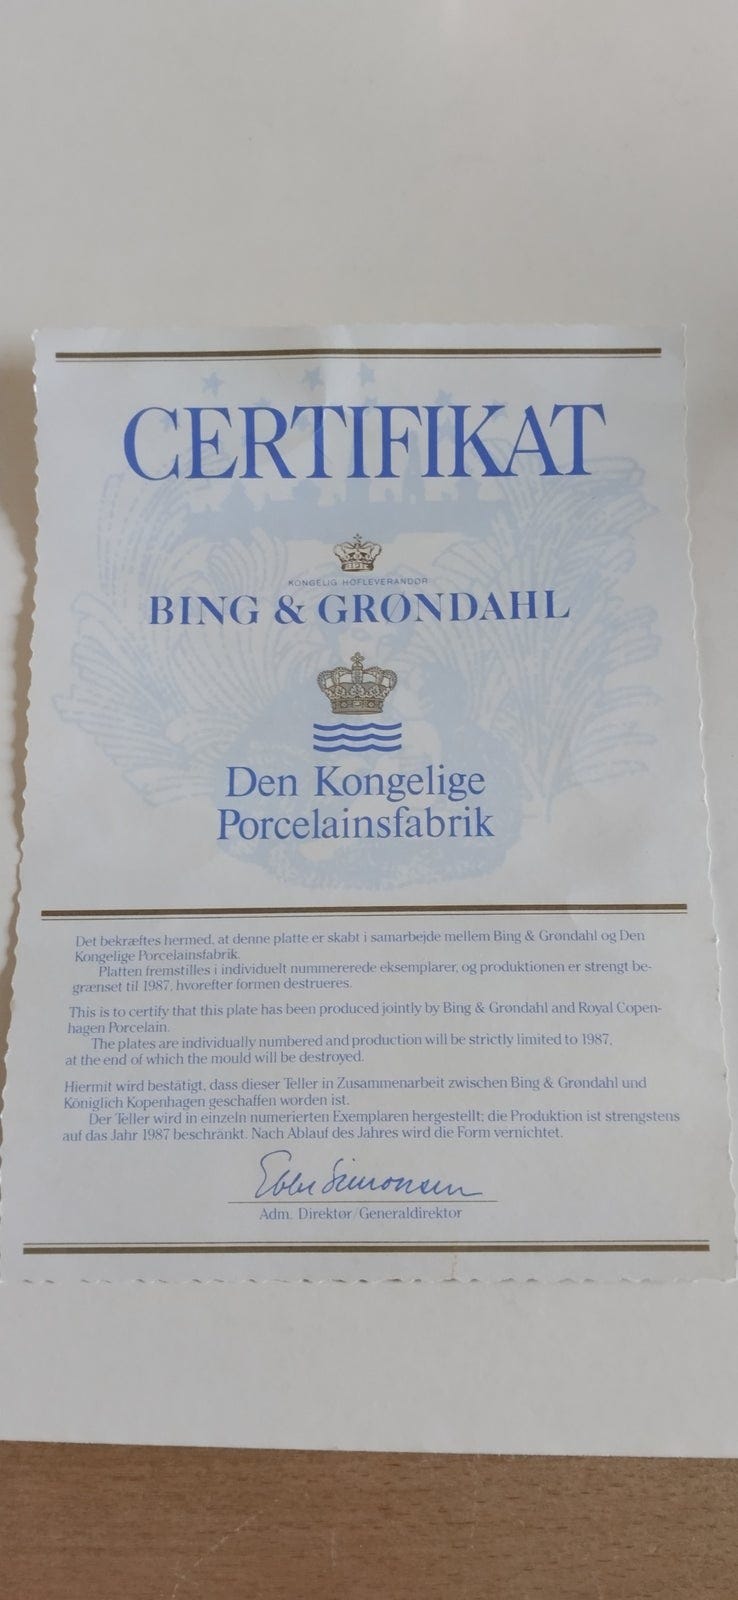 CERTIFIKAT
KONGELIG HOFLEVERANDØR
BING & GRØNDAHL
Den Kongelige
Porcelainsfabrik
Det bekræftes hermed, at denne platte er skabt i samarbejde mellem Bing & Grøndahl og Den
Kongelige Porcelainsfabrik.
Platten fremstilles i individuelt nummererede eksemplarer, og produktionen er strengt be-
grænset til 1987, hvorefter formen destrueres.
This is to certify that this plate has been produced jointly by Bing & Grøndahl and Royal Copen-
hagen Porcelain.
The plates are individually numbered and production will be strictly limited to 1987,
at the end of which the mould will be destroyed.
Hiermit wird bestätigt, dass dieser Teller in Zusammenarbeit zwischen Bing & Grøndahl und
Königlich Kopenhagen geschaffen worden ist.
Der Teller wird in einzeln numerierten Exemplaren hergestellt; die Produktion ist strengstens
auf das Jahr 1987 beschränkt. Nach Ablauf des Jahres wird die Form vernichtet.
Ebbe Simonsen
Adm. Direktør/Generaldirektor